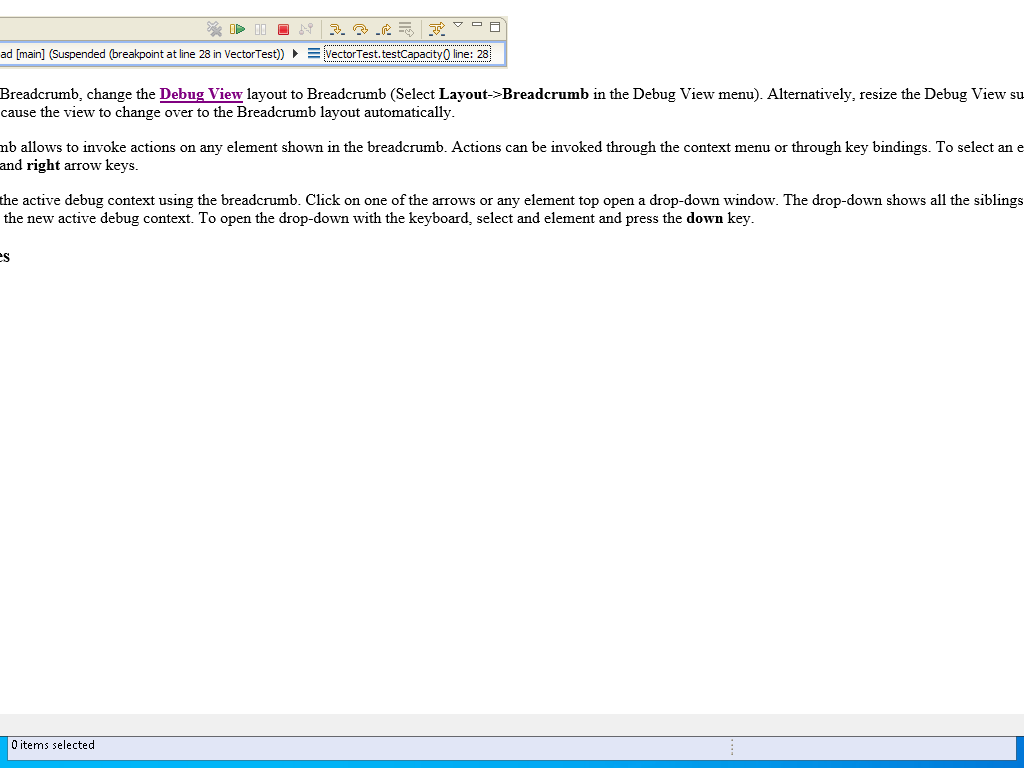 ad [main] (Suspended (breakpoint at line 28 in VectorTest)) VectorTest.testCapacity() line: 28
Breadcrumb, change the Debug View layout to Breadcrumb (Select Layout->Breadcrumb in the Debug View menu). Alternatively, resize the Debug View su
cause the view to change over to the Breadcrumb layout automatically.
mb allows to invoke actions on any element shown in the breadcrumb. Actions can be invoked through the context menu or through key bindings. To select an e
and right arrow keys.
the active debug context using the breadcrumb. Click on one of the arrows or any element top open a drop-down window. The drop-down shows all the siblings
the new active debug context. To open the drop-down with the keyboard, select and element and press the down key.
es
0 items selected